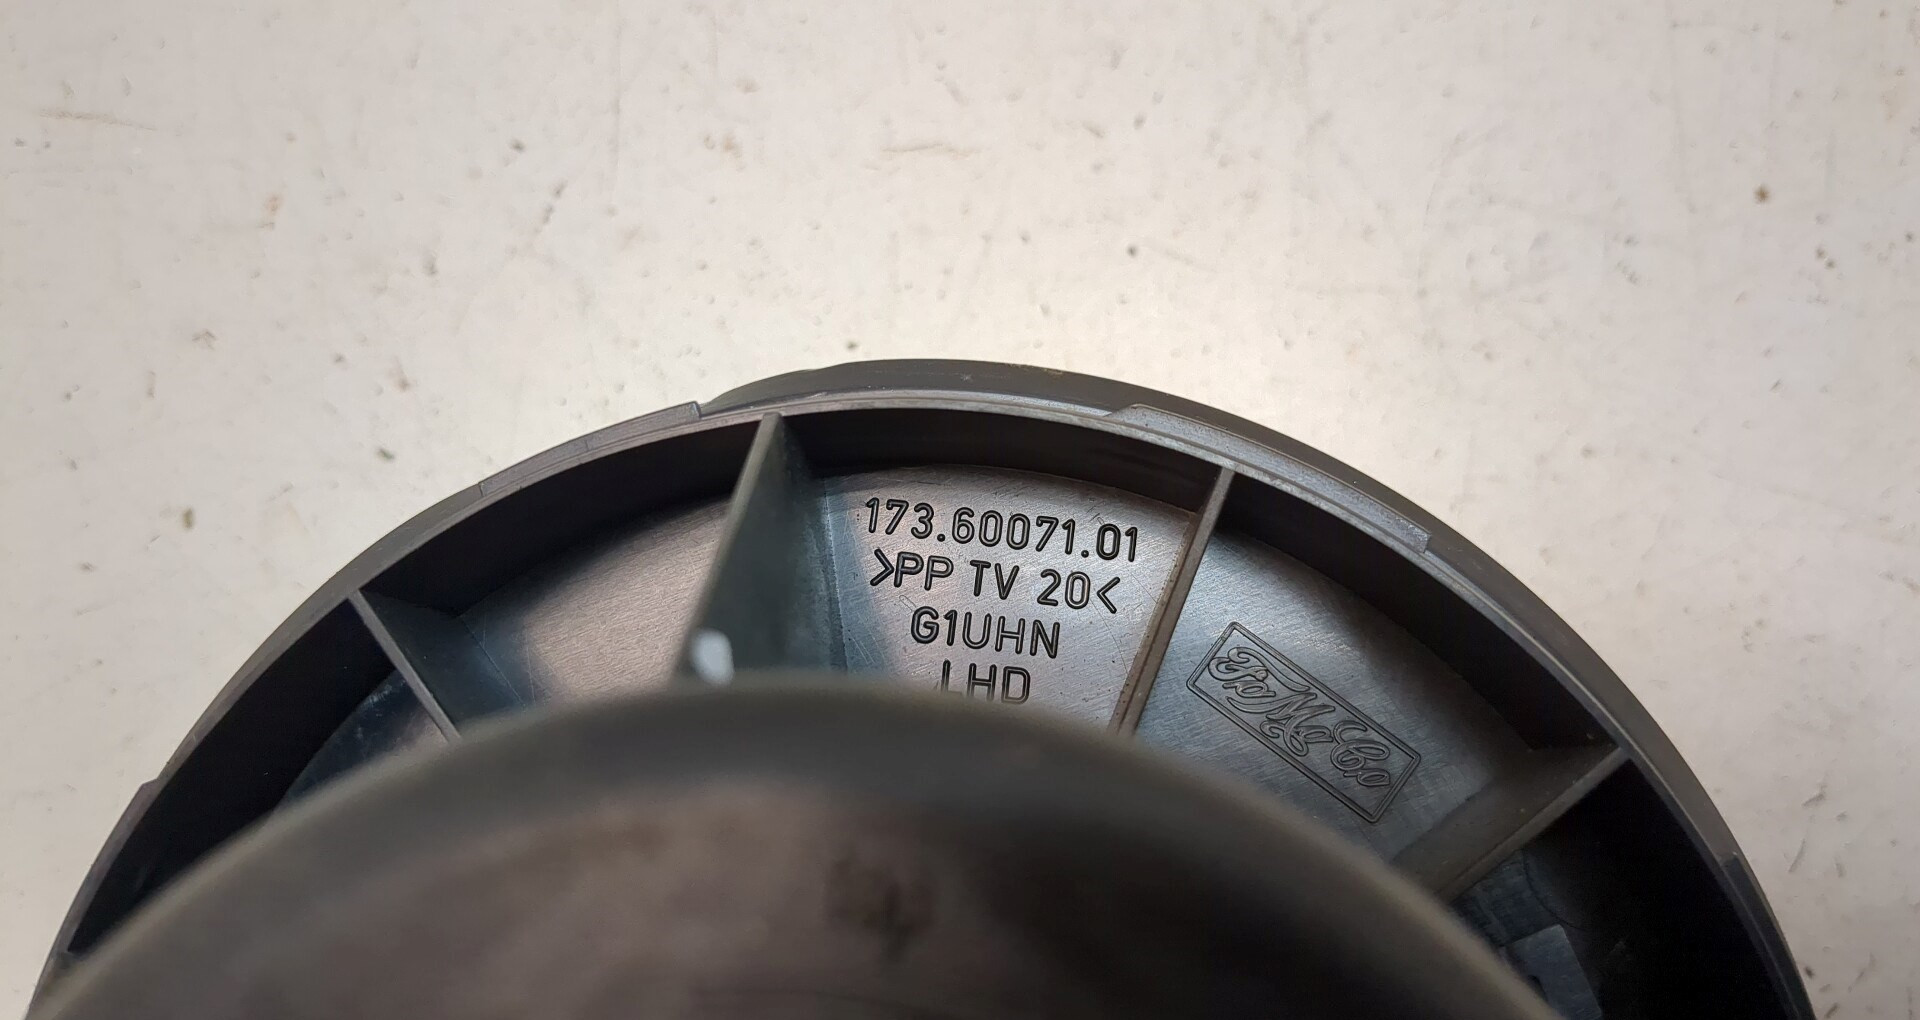 173.60071.01
>PP TV 20<
G1UHN
LHD
FoMoCo